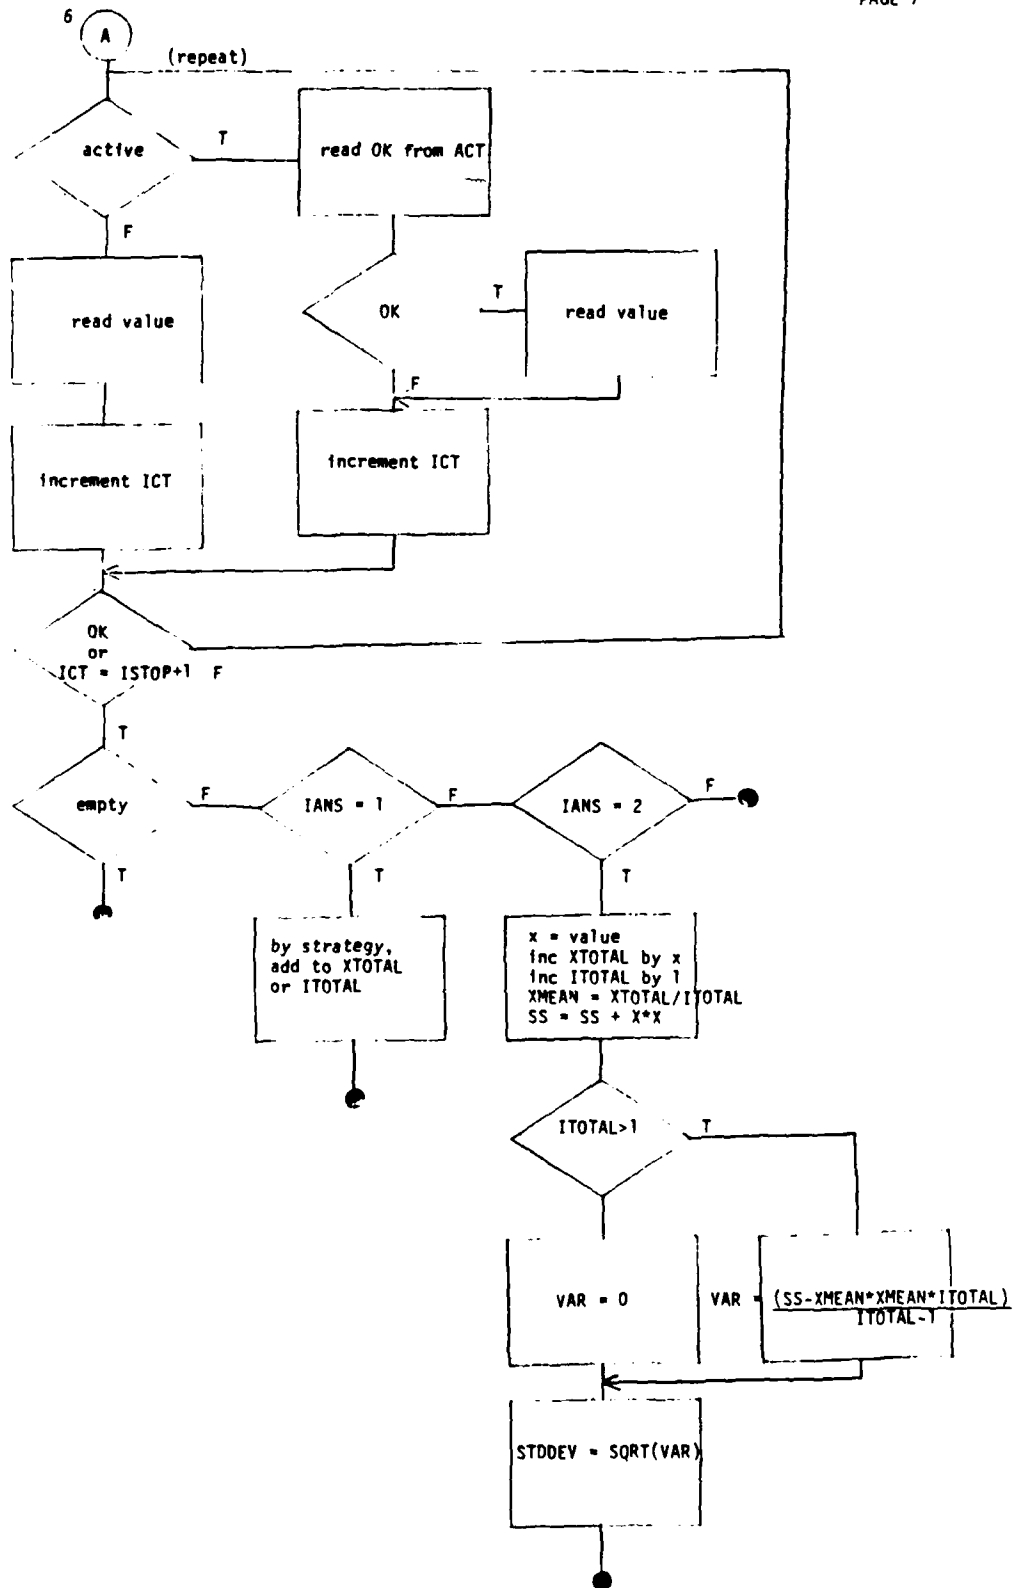 PAGE 7
6
A
(repeat)
active
T
read OK from ACT
F
read value
OK
T
read value
F
increment ICT
increment ICT
OK
or
ICT = ISTOP+1 F
T
empty
F
IANS = 1
F
IANS = 2
F
T
T
T
by strategy,
add to XTOTAL
or ITOTAL
x = value
inc XTOTAL by x
inc ITOTAL by 1
XMEAN = XTOTAL/ITOTAL
SS = SS + X*X
ITOTAL>1
T
VAR = 0
VAR = (SS-XMEAN*XMEAN*ITOTAL)
ITOTAL-1
STDDEV = SQRT(VAR)